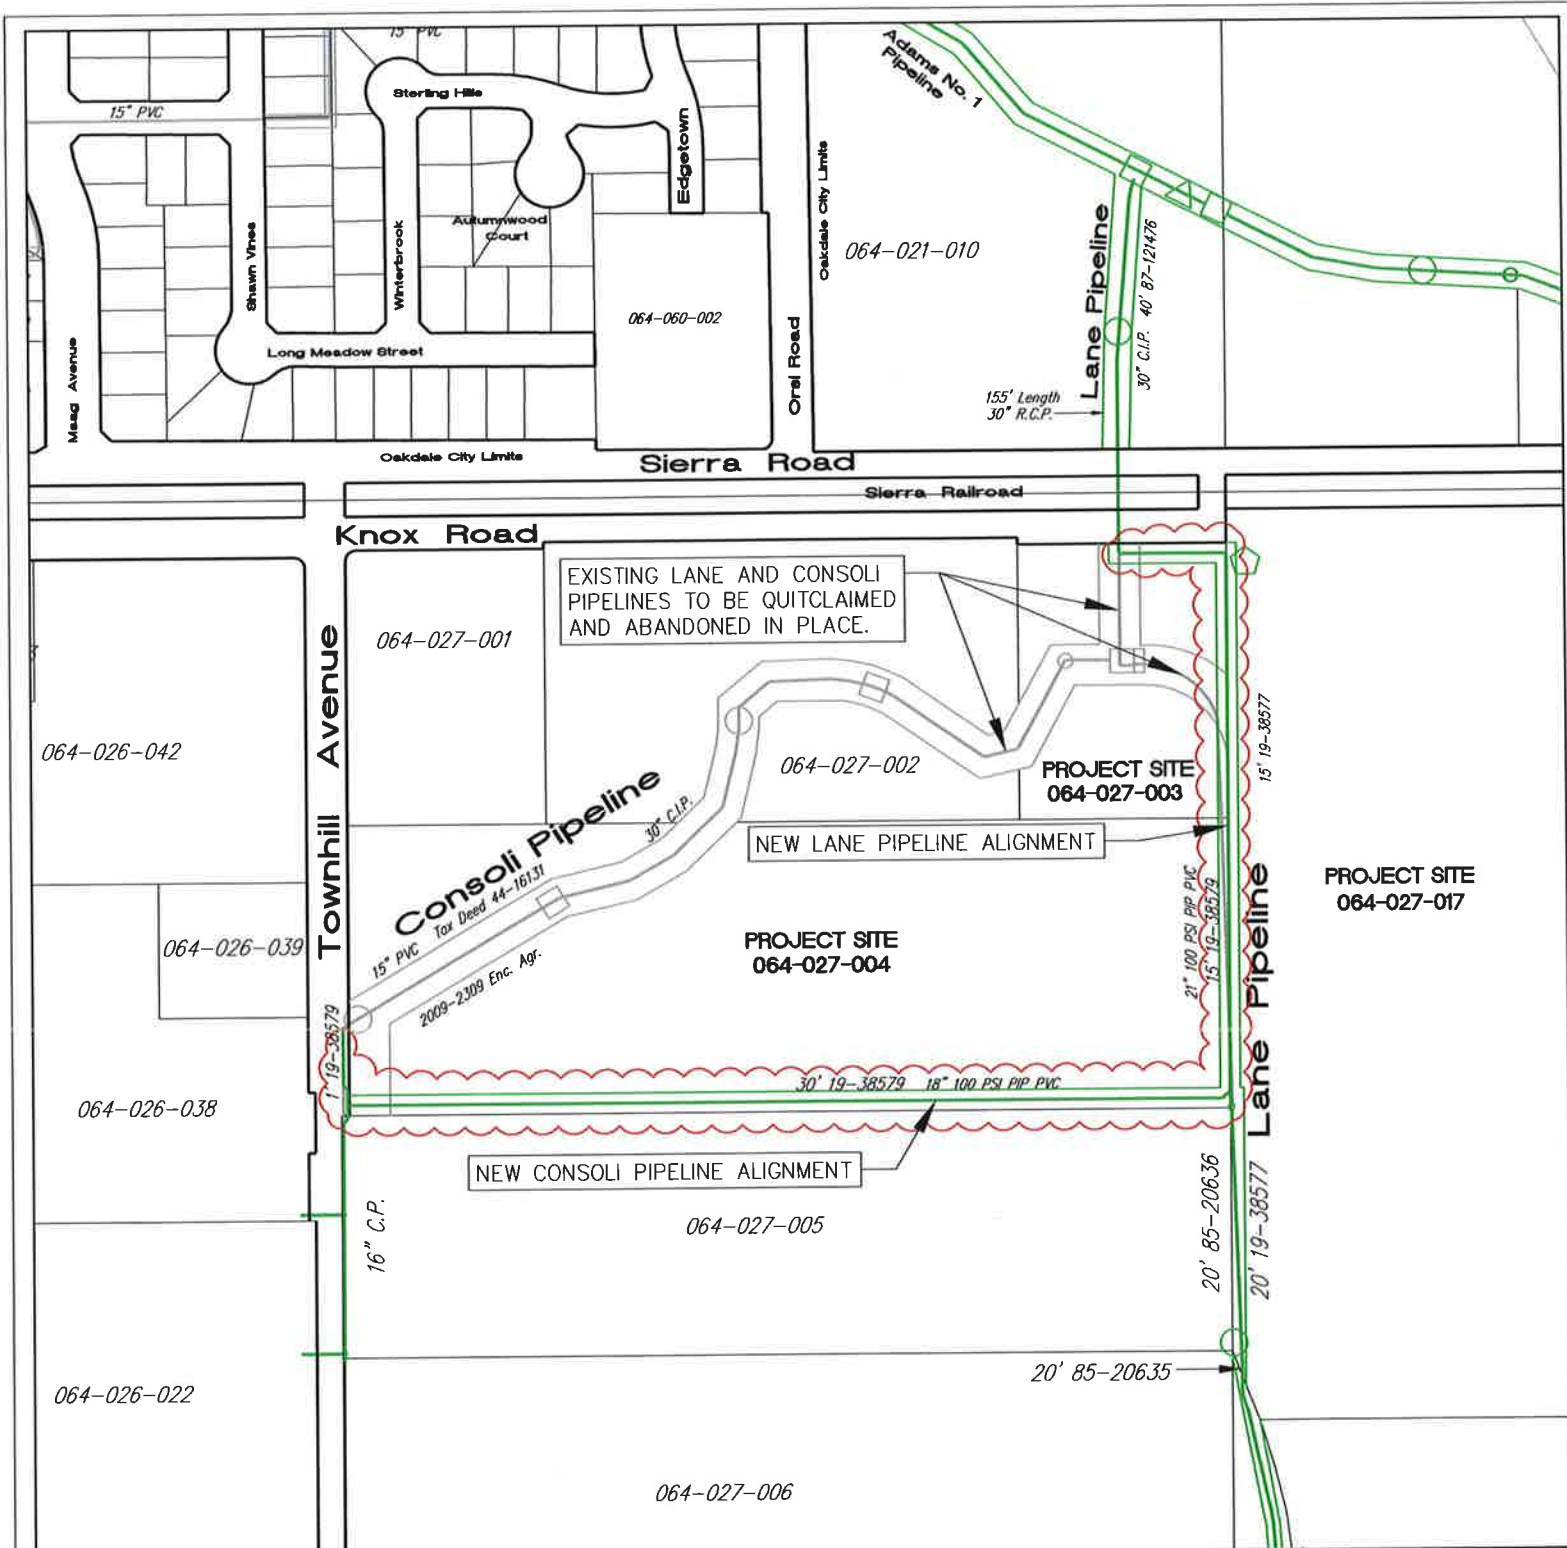 15" PVC
Adams No. 1
Pipeline
Sterling Hills
15" PVC
Edgetown
Oakdale City Limits
Autumnwood
Court
Shawn Vines
Winterbrook
064-021-010
Lane Pipeline
30" C.I.P. 40' 87-121476
064-060-002
Long Meadow Street
Maag Avenue
Orsi Road
155' Length
30" R.C.P.
Oakdale City Limits
Sierra Road
Sierra Railroad
Knox Road
EXISTING LANE AND CONSOLI
PIPELINES TO BE QUITCLAIMED
AND ABANDONED IN PLACE.
064-027-001
Townhill Avenue
064-026-042
15' 19-38577
064-027-002
PROJECT SITE
064-027-003
Consoli Pipeline
30" C.I.P.
NEW LANE PIPELINE ALIGNMENT
15" PVC Tax Deed 44-16131
2009-2309 Enc. Agr.
PROJECT SITE
064-027-017
21" 100 PSI PIP PVC
15' 19-38579
Lane Pipeline
PROJECT SITE
064-027-004
064-026-039
1' 19-38579
30' 19-38579 18" 100 PSI PIP PVC
064-026-038
NEW CONSOLI PIPELINE ALIGNMENT
16" C.P.
064-027-005
20' 85-20636
20' 19-38577
20' 85-20635
064-026-022
064-027-006